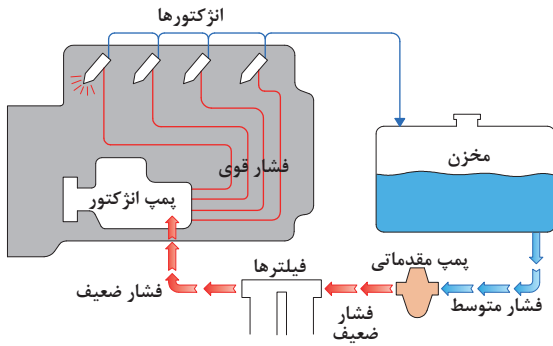 انژکتورها
فشار قوی
مخزن
پمپ انژکتور
پمپ مقدماتی
فیلترها
فشار متوسط
فشار
ضعیف
فشار ضعیف